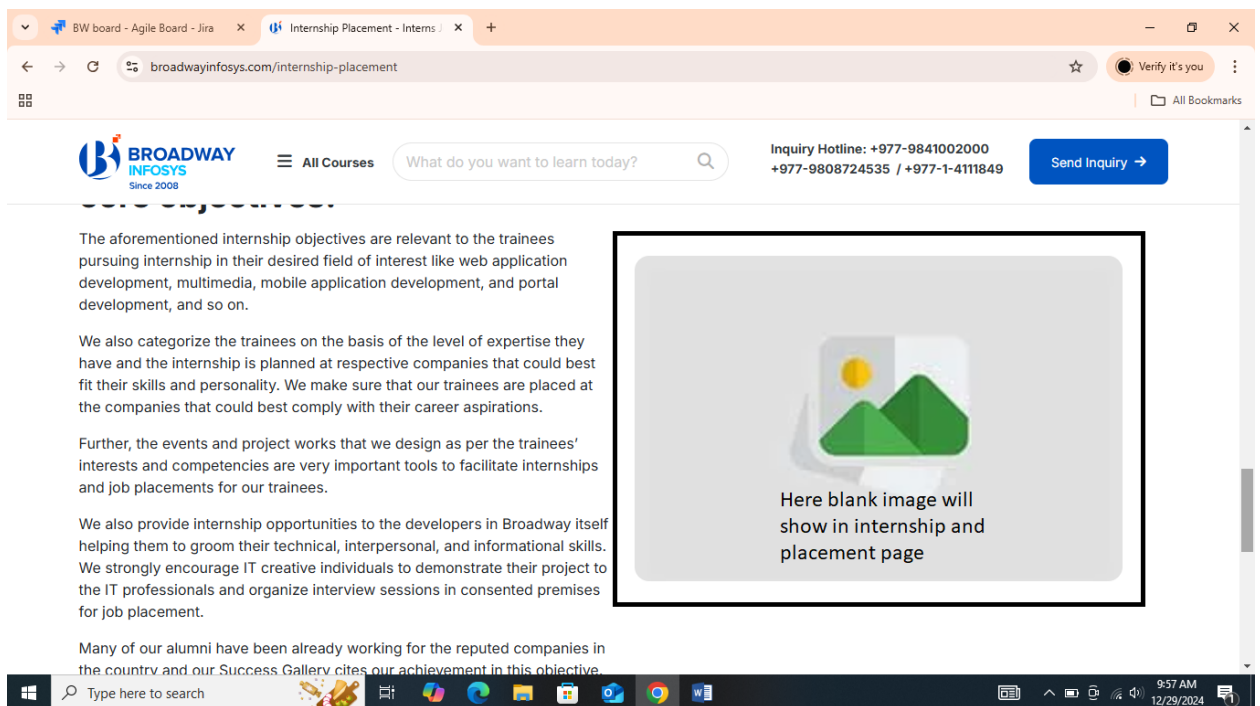 BW board - Agile Board - Jira
Internship Placement - Interns
broadwayinfosys.com/internship-placement
Verify it's you
All Bookmarks
BROADWAY
INFOSYS
Since 2008
All Courses
What do you want to learn today?
Inquiry Hotline: +977-9841002000
+977-9808724535 / +977-1-4111849
Send Inquiry →
core objectives.
The aforementioned internship objectives are relevant to the trainees
pursuing internship in their desired field of interest like web application
development, multimedia, mobile application development, and portal
development, and so on.
We also categorize the trainees on the basis of the level of expertise they
have and the internship is planned at respective companies that could best
fit their skills and personality. We make sure that our trainees are placed at
the companies that could best comply with their career aspirations.
Further, the events and project works that we design as per the trainees'
interests and competencies are very important tools to facilitate internships
and job placements for our trainees.
We also provide internship opportunities to the developers in Broadway itself
helping them to groom their technical, interpersonal, and informational skills.
We strongly encourage IT creative individuals to demonstrate their project to
the IT professionals and organize interview sessions in consented premises
for job placement.
Many of our alumni have been already working for the reputed companies in
the country and our Success Gallery cites our achievement in this objective.
Here blank image will
show in internship and
placement page
Type here to search
9:57 AM
12/29/2024